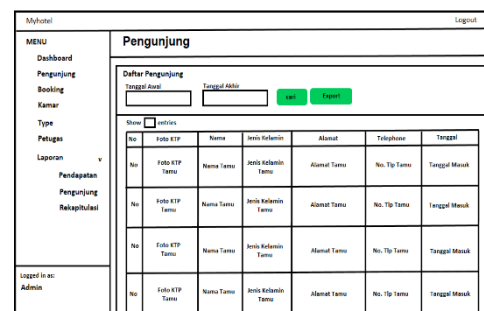 Myhotel Logout
MENU
Dashboard
Pengunjung
Booking
Kamar
Type
Petugas
Laporan v
Pendapatan
Pengunjung
Rekapitulasi
Logged in as:
Admin
Pengunjung
Daftar Pengunjung
Tanggal Awal Tanggal Akhir
cari Export
Show entries
No Foto KTP Nama Jenis Kelamin Alamat Telephone Tanggal
No Foto KTP Tamu Nama Tamu Jenis Kelamin Tamu Alamat Tamu No. Tlp Tamu Tanggal Masuk
No Foto KTP Tamu Nama Tamu Jenis Kelamin Tamu Alamat Tamu No. Tlp Tamu Tanggal Masuk
No Foto KTP Tamu Nama Tamu Jenis Kelamin Tamu Alamat Tamu No. Tlp Tamu Tanggal Masuk
No Foto KTP Tamu Nama Tamu Jenis Kelamin Tamu Alamat Tamu No. Tlp Tamu Tanggal Masuk